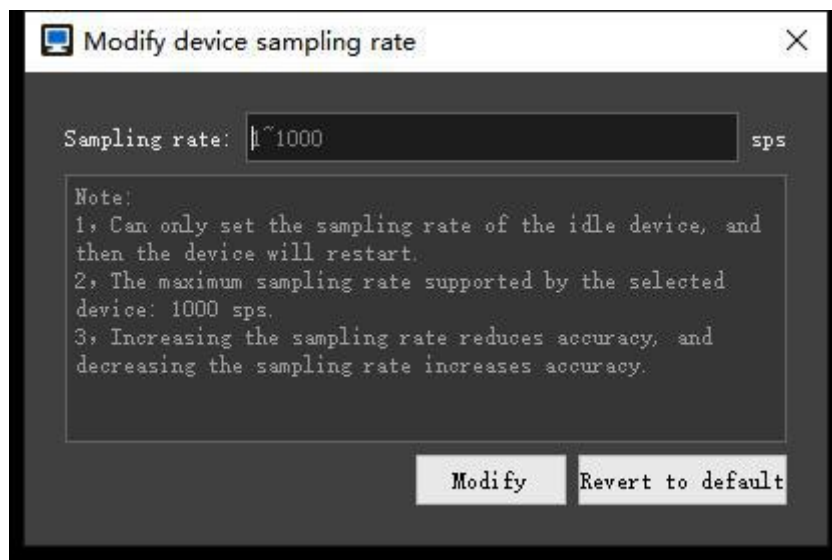 Modify device sampling rate
Sampling rate: 1~1000 sps
Note:
1，Can only set the sampling rate of the idle device, and
then the device will restart.
2，The maximum sampling rate supported by the selected
device: 1000 sps.
3，Increasing the sampling rate reduces accuracy, and
decreasing the sampling rate increases accuracy.
Modify Revert to default